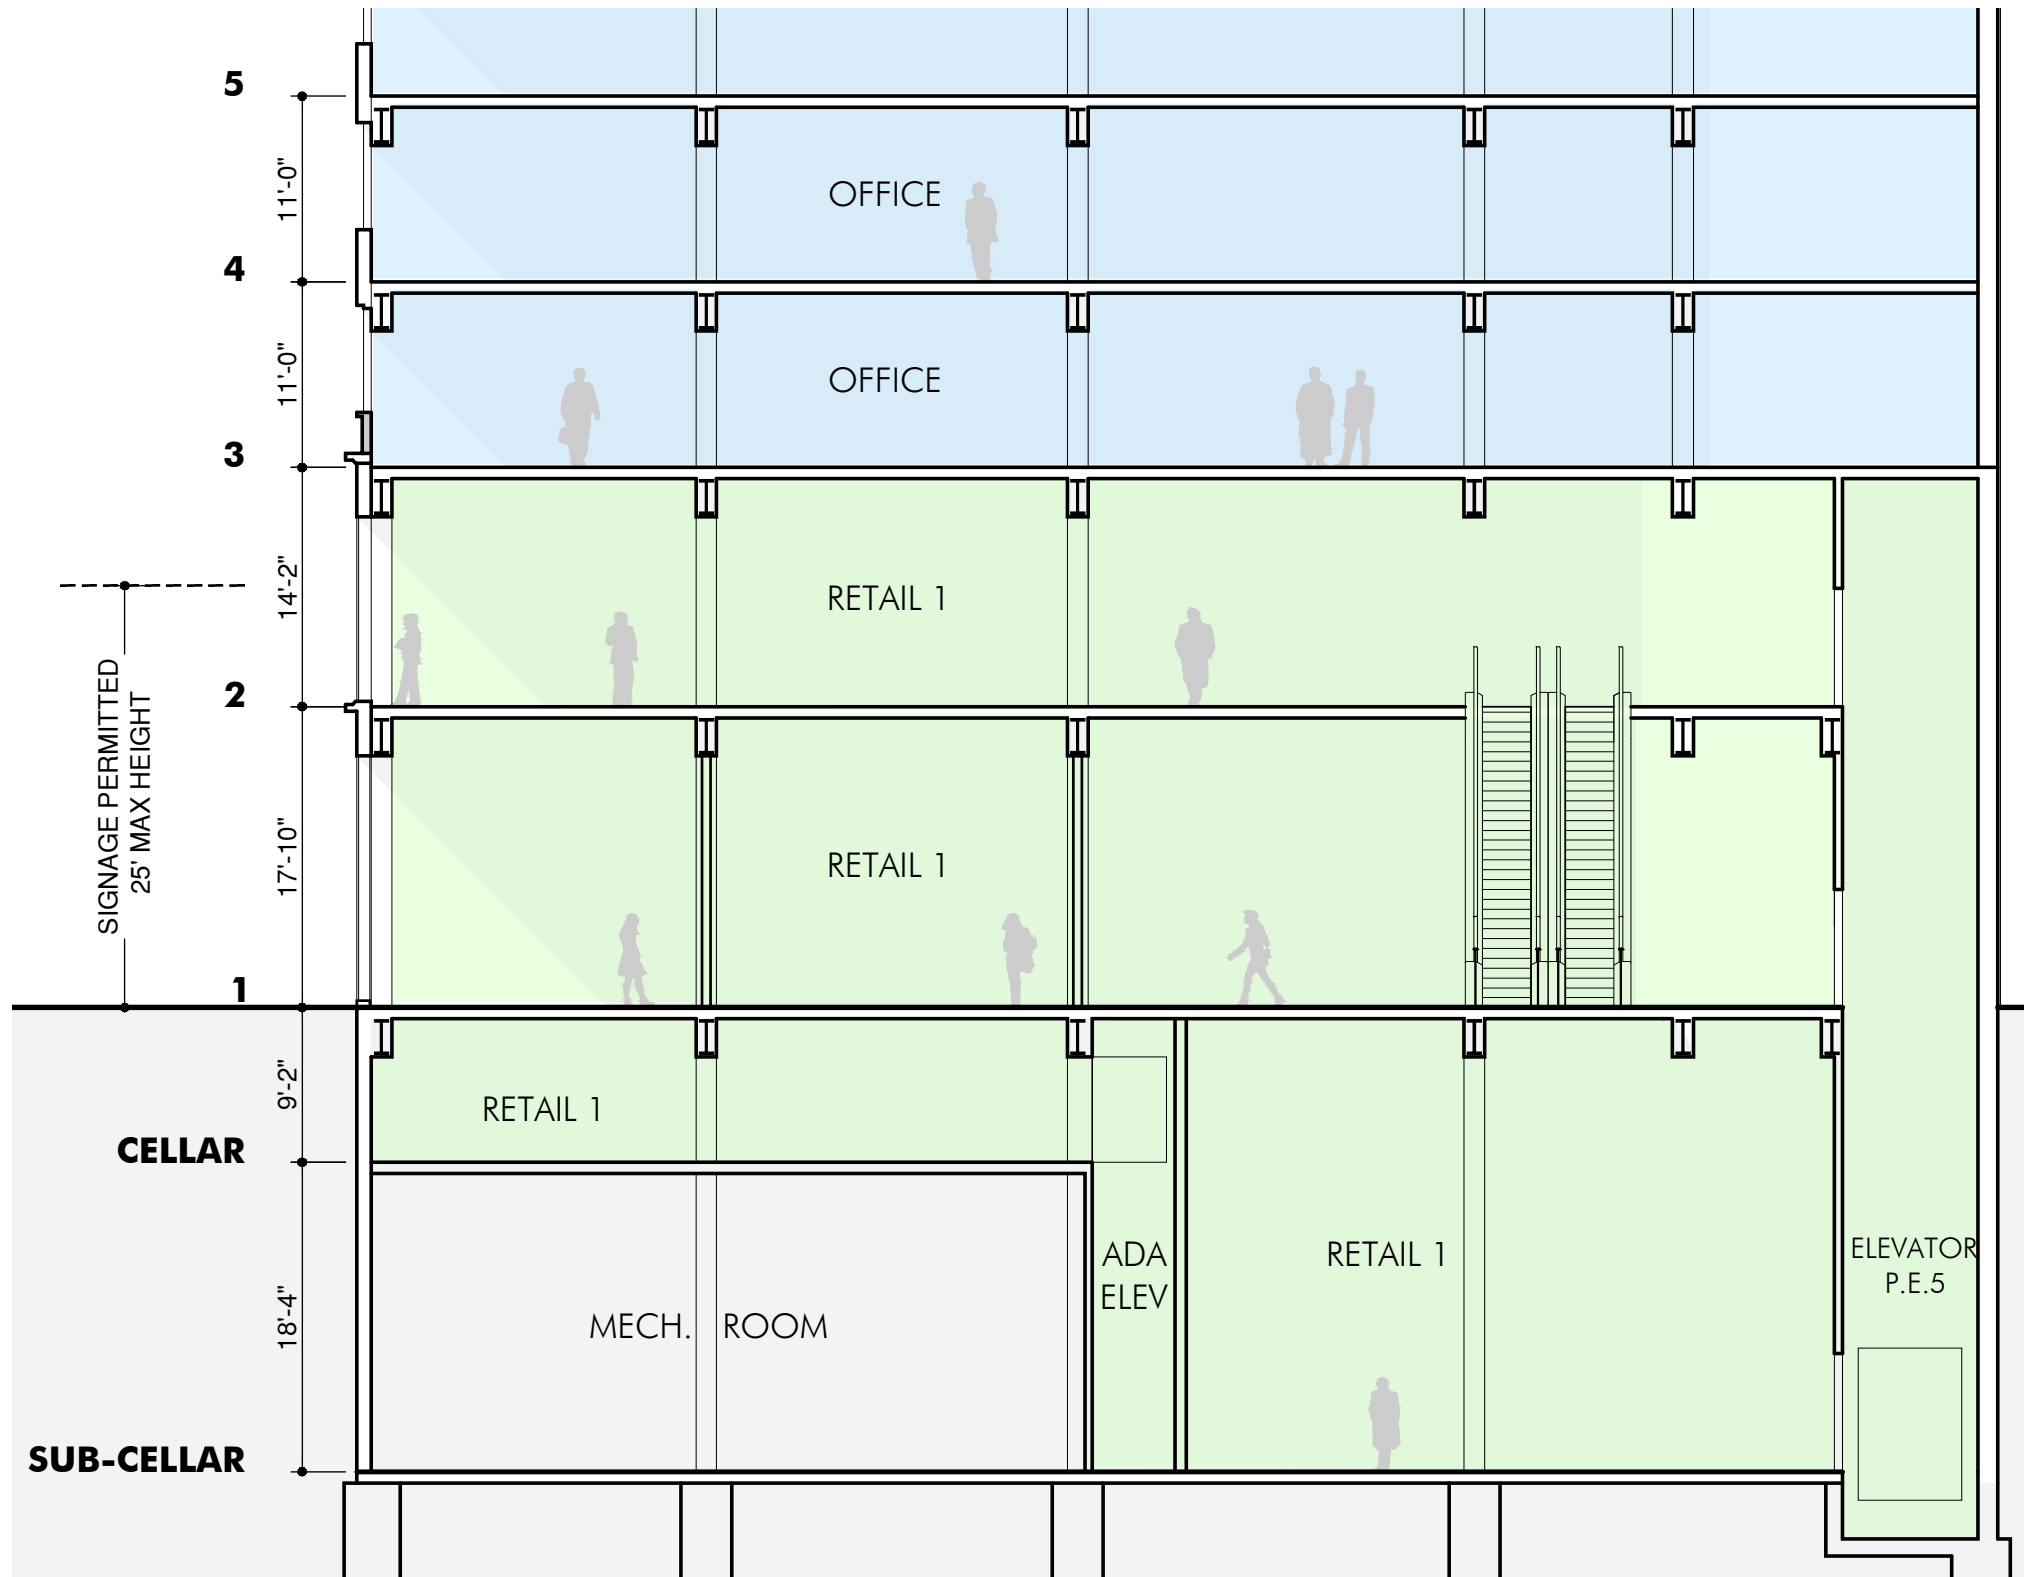 5
11'-0"
OFFICE
4
11'-0"
OFFICE
3
14'-2"
RETAIL 1
SIGNAGE PERMITTED
25' MAX HEIGHT
2
17'-10"
RETAIL 1
1
9'-2"
RETAIL 1
CELLAR
18'-4"
MECH. ROOM
ADA
ELEV
RETAIL 1
ELEVATOR
P.E.5
SUB-CELLAR